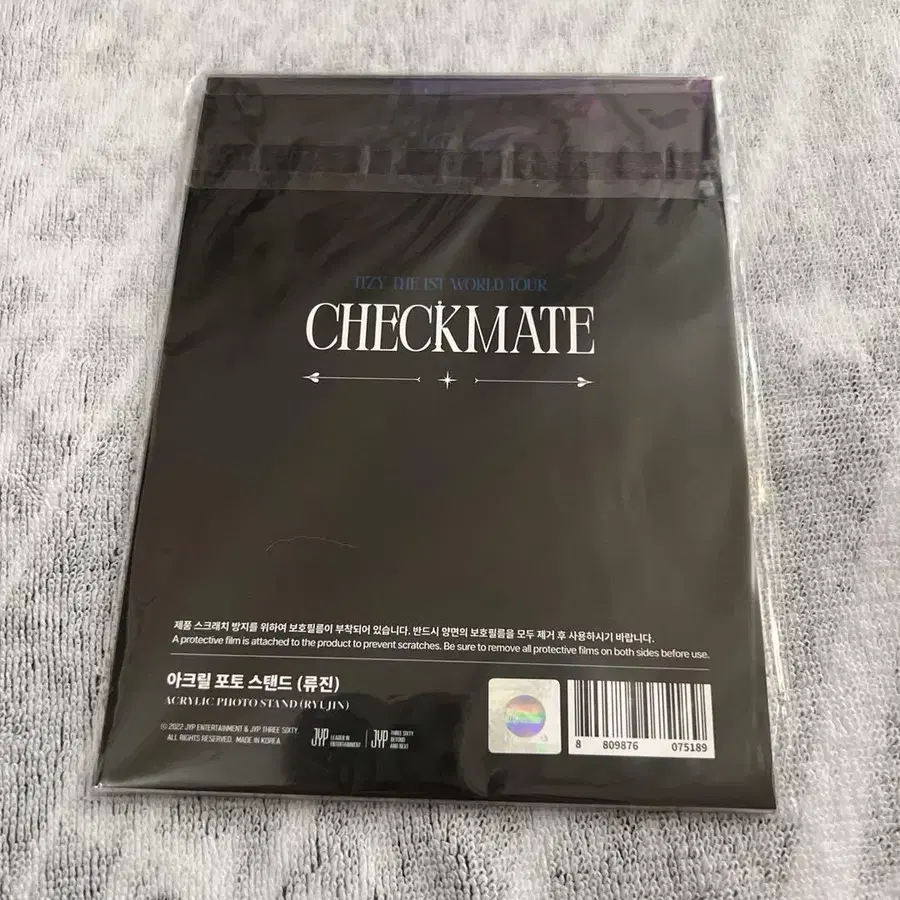 ITZY THE 1ST WORLD TOUR
CHECKMATE
제품 스크래치 방지를 위하여 보호필름이 부착되어 있습니다. 반드시 양면의 보호필름을 모두 제거 후 사용하시기 바랍니다.
A protective film is attached to the product to prevent scratches. Be sure to remove all protective films on both sides before use.
아크릴 포토 스탠드 (류진)
ACRYLIC PHOTO STAND (RYUJIN)
ⓒ 2022 JYP ENTERTAINMENT & JYP THREE SIXTY.
ALL RIGHTS RESERVED. MADE IN KOREA
JYP LEADER IN ENTERTAINMENT
JYP THREE SIXTY BEYOND AND NEXT
8 809876 075189